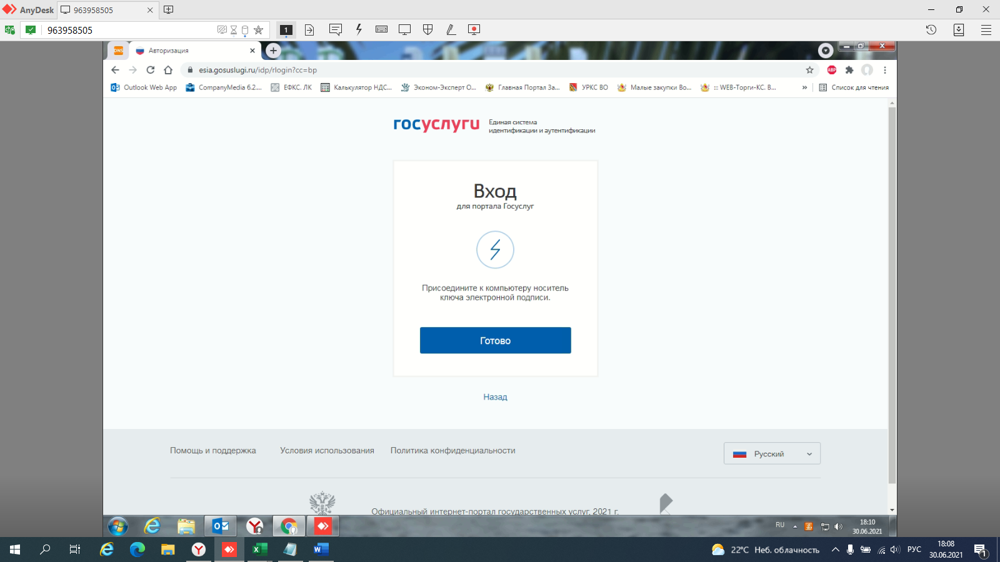 AnyDesk
963958505
963958505
1
DNS
Авторизация
esia.gosuslugi.ru/idp/rlogin?cc=bp
ABP
Outlook Web App
CompanyMedia 6.2....
ЕФКС. ЛК
Калькулятор НДС...
Эконом-Эксперт О...
Главная Портал За...
УРКС ВО
Малые закупки Во...
::: WEB-Торги-КС. В...
»
Список для чтения
госуслуги
Единая система
идентификации и аутентификации
Вход
для портала Госуслуг
Присоедините к компьютеру носитель
ключа электронной подписи.
Готово
Назад
Помощь и поддержка
Условия использования
Политика конфиденциальности
Русский
Официальный интернет-портал государственных услуг, 2021 г.
RU
18:10
30.06.2021
22°C Неб. облачность
РУС
18:08
30.06.2021
1